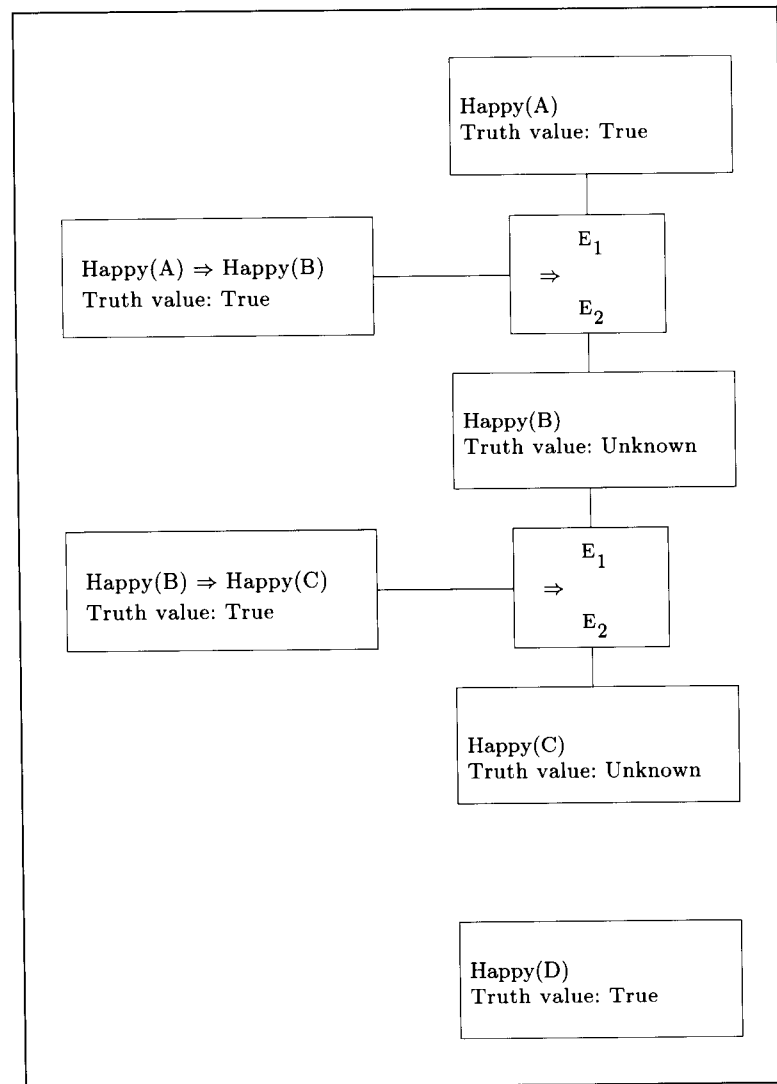 Happy(A)
Truth value: True
E1
Happy(A) ⇒ Happy(B)
Truth value: True
⇒
E2
Happy(B)
Truth value: Unknown
E1
Happy(B) ⇒ Happy(C)
Truth value: True
⇒
E2
Happy(C)
Truth value: Unknown
Happy(D)
Truth value: True